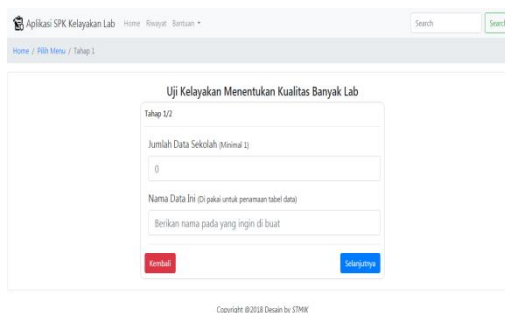 Aplikasi SPK Kelayakan Lab Home Riwayat Bantuan Search Search
Home / Pilih Menu / Tahap 1
Uji Kelayakan Menentukan Kualitas Banyak Lab
Tahap 1/2
Jumlah Data Sekolah (Minimal 1)
0
Nama Data Ini (Di pakai untuk penamaan tabel data)
Berikan nama pada yang ingin di buat
Kembali Selanjutnya
Copyright @2018 Desain by STMIK